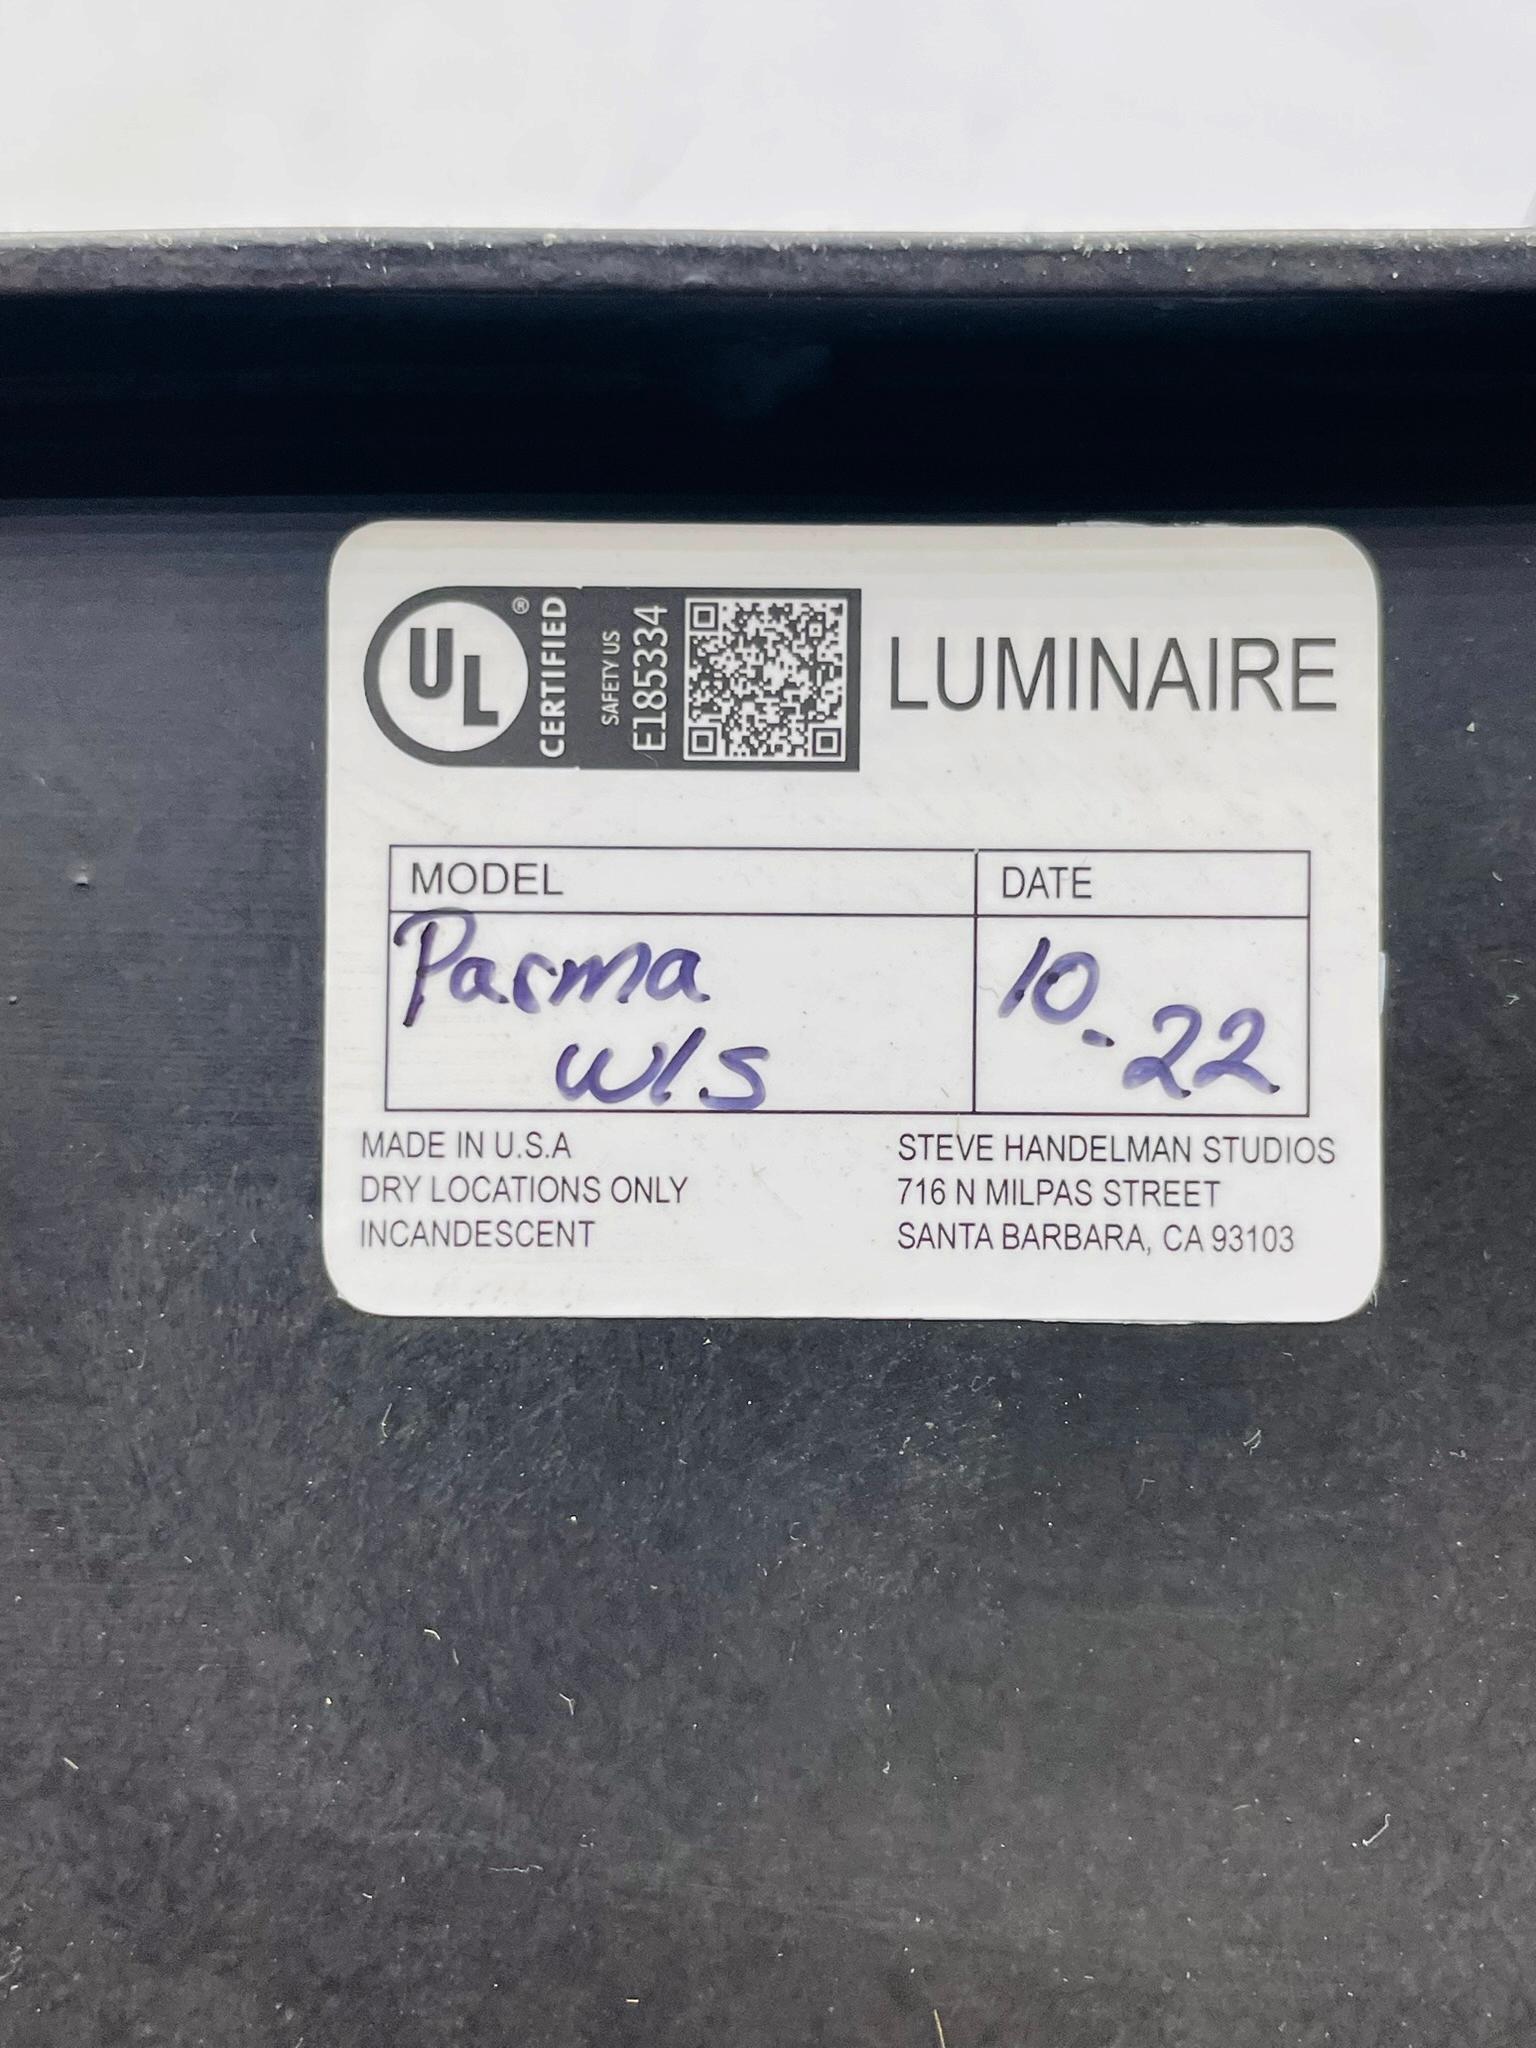 UL
®
CERTIFIED
SAFETY US
E185334
LUMINAIRE
MODEL
DATE
Parma
W/S
10-22
MADE IN U.S.A
DRY LOCATIONS ONLY
INCANDESCENT
STEVE HANDELMAN STUDIOS
716 N MILPAS STREET
SANTA BARBARA, CA 93103